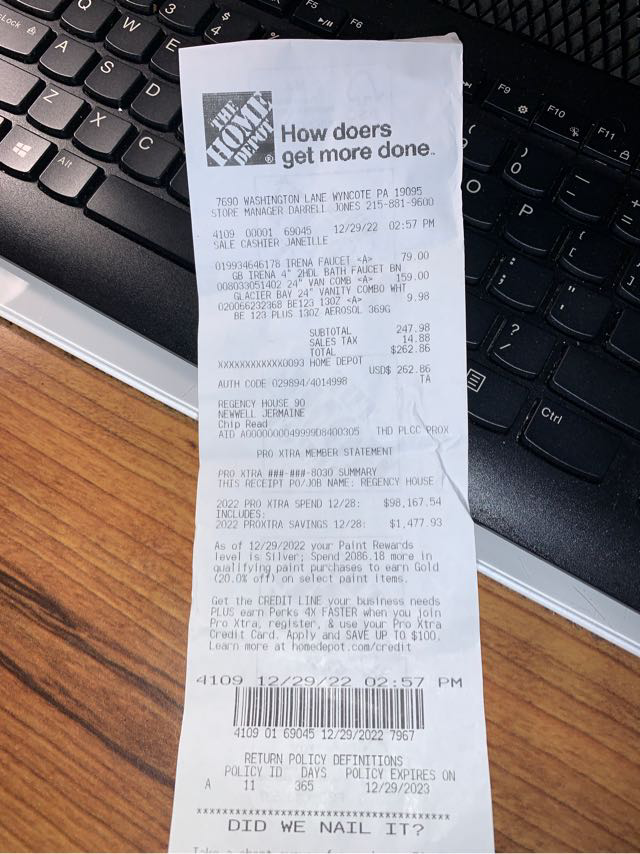 THE
HOME
DEPOT
How doers
get more done.
7690 WASHINGTON LANE WYNCOTE PA 19095
STORE MANAGER DARRELL JONES 215-881-9600
4109 00001 69045 12/29/22 02:57 PM
SALE CASHIER JANEILLE
019934646178 IRENA FAUCET <A> 79.00
GB IRENA 4" 2HDL BATH FAUCET BN
008033051402 24" VAN COMB <A> 159.00
GLACIER BAY 24" VANITY COMBO WHT
020066232368 BE123 13OZ <A> 9.98
BE 123 PLUS 13OZ AEROSOL 369G
SUBTOTAL 247.98
SALES TAX 14.88
TOTAL $262.86
XXXXXXXXXXXX0093 HOME DEPOT
USD$ 262.86
AUTH CODE 029894/4014998 TA
REGENCY HOUSE 90
NEWWELL JERMAINE
Chip Read
AID A0000000049999D8400305 THD PLCC PROX
PRO XTRA MEMBER STATEMENT
PRO XTRA ###-###-8030 SUMMARY
THIS RECEIPT PO/JOB NAME: REGENCY HOUSE
2022 PRO XTRA SPEND 12/28: $98,167.54
INCLUDES:
2022 PROXTRA SAVINGS 12/28: $1,477.93
As of 12/29/2022 your Paint Rewards
level is Silver; Spend 2086.18 more in
qualifying paint purchases to earn Gold
(20.0% off) on select paint items.
Get the CREDIT LINE your business needs
PLUS earn Perks 4X FASTER when you join
Pro Xtra, register, & use your Pro Xtra
Credit Card. Apply and SAVE UP TO $100.
Learn more at homedepot.com/credit
4109 12/29/22 02:57 PM
4109 01 69045 12/29/2022 7967
RETURN POLICY DEFINITIONS
POLICY ID DAYS POLICY EXPIRES ON
A 11 365 12/29/2023
DID WE NAIL IT?
Q W E
A S D
Z X C
Alt
3 $ 4
F5 F6
F9 F10 F11
O P
L
Ctrl